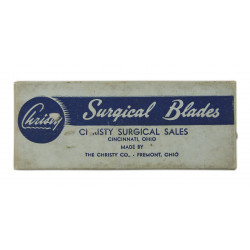 Christy
Surgical Blades
CHRISTY SURGICAL SALES
CINCINNATI, OHIO
MADE BY
THE CHRISTY CO., - FREMONT, OHIO